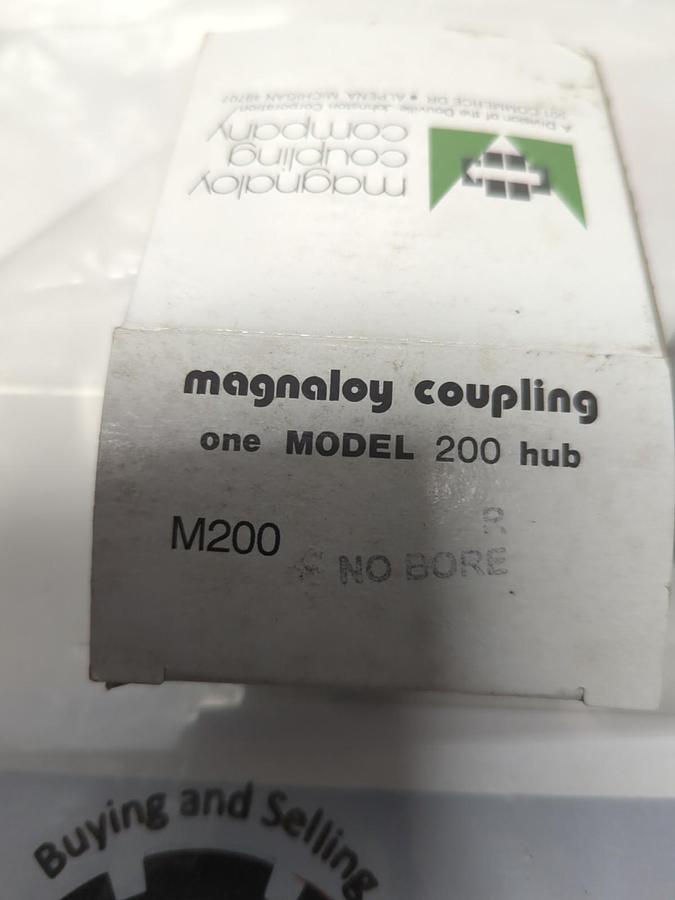 magnaloy
coupling
company
A Division of the Douville Johnston Corporation
501 COMMERCE DR • ALPENA, MICHIGAN 49707
magnaloy coupling
one MODEL 200 hub
R
M200 NO BORE
Buying and Selling